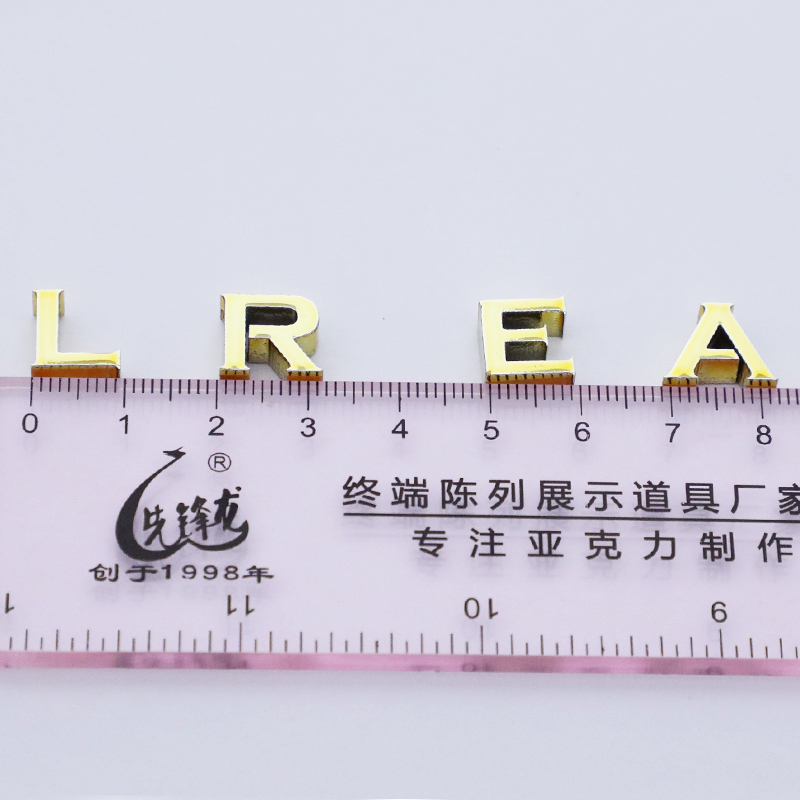 L R E A
0 1 2 3 4 5 6 7 8
®
先锋龙
终端陈列展示道具厂家
专注亚克力制作
创于1998年
11 10 9